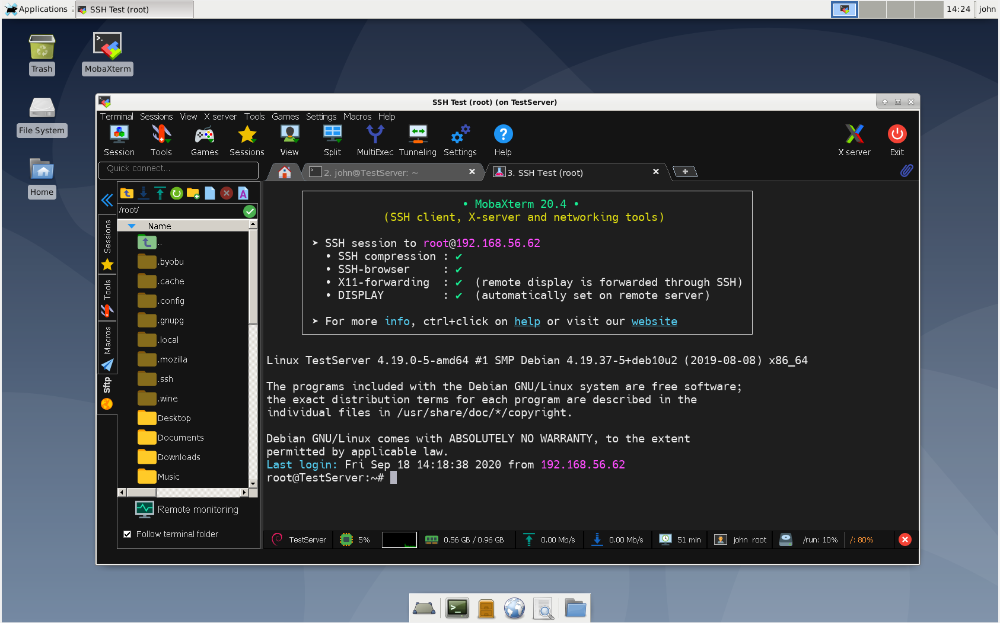 Applications
SSH Test (root)
14:24
john
Trash
MobaXterm
File System
Home
SSH Test (root) (on TestServer)
Terminal Sessions View X server Tools Games Settings Macros Help
Session Tools Games Sessions View Split MultiExec Tunneling Settings Help X server Exit
Quick connect...
2. john@TestServer: ~
3. SSH Test (root)
/root/
Name
..
.byobu
.cache
.config
.gnupg
.local
.mozilla
.ssh
.wine
Desktop
Documents
Downloads
Music
Sessions
Tools
Macros
Sftp
Remote monitoring
Follow terminal folder
• MobaXterm 20.4 •
(SSH client, X-server and networking tools)
➤ SSH session to root@192.168.56.62
• SSH compression : ✔
• SSH-browser : ✔
• X11-forwarding : ✔ (remote display is forwarded through SSH)
• DISPLAY : ✔ (automatically set on remote server)
➤ For more info, ctrl+click on help or visit our website
Linux TestServer 4.19.0-5-amd64 #1 SMP Debian 4.19.37-5+deb10u2 (2019-08-08) x86_64
The programs included with the Debian GNU/Linux system are free software;
the exact distribution terms for each program are described in the
individual files in /usr/share/doc/*/copyright.
Debian GNU/Linux comes with ABSOLUTELY NO WARRANTY, to the extent
permitted by applicable law.
Last login: Fri Sep 18 14:18:38 2020 from 192.168.56.62
root@TestServer:~#
TestServer 5% 0.56 GB / 0.96 GB 0.00 Mb/s 0.00 Mb/s 51 min john root /run: 10% /: 80%